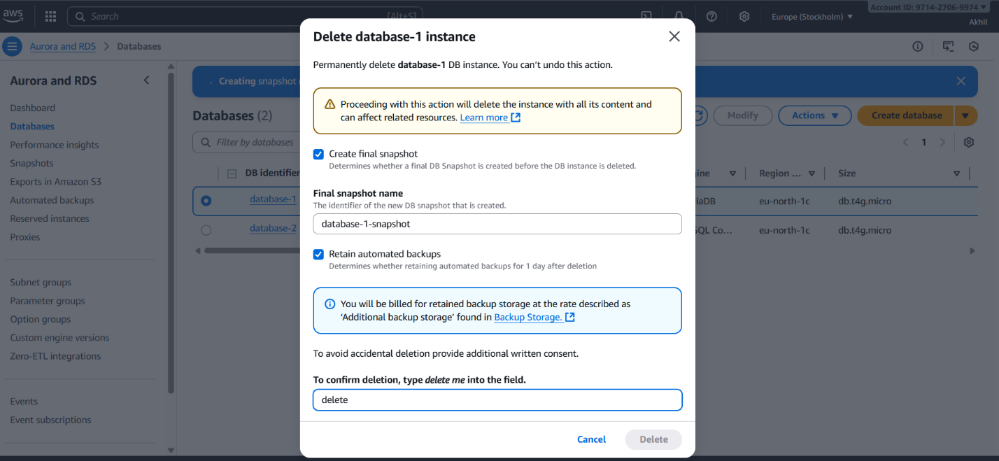 aws
Search
[Alt+S]
Europe (Stockholm)
Account ID: 9714-2706-9974
Akhil
Aurora and RDS > Databases
Aurora and RDS
Dashboard
Databases
Performance insights
Snapshots
Exports in Amazon S3
Automated backups
Reserved instances
Proxies
Subnet groups
Parameter groups
Option groups
Custom engine versions
Zero-ETL integrations
Events
Event subscriptions
Creating snapshot
Databases (2)
Modify
Actions
Create database
Filter by databases
1
DB identifier
Region ...
Size
database-1
eu-north-1c
db.t4g.micro
database-2
eu-north-1c
db.t4g.micro
Delete database-1 instance
Permanently delete database-1 DB instance. You can't undo this action.
Proceeding with this action will delete the instance with all its content and
can affect related resources. Learn more
Create final snapshot
Determines whether a final DB Snapshot is created before the DB instance is deleted.
Final snapshot name
The identifier of the new DB snapshot that is created.
database-1-snapshot
Retain automated backups
Determines whether retaining automated backups for 1 day after deletion
You will be billed for retained backup storage at the rate described as
‘Additional backup storage’ found in Backup Storage.
To avoid accidental deletion provide additional written consent.
To confirm deletion, type delete me into the field.
delete
Cancel
Delete